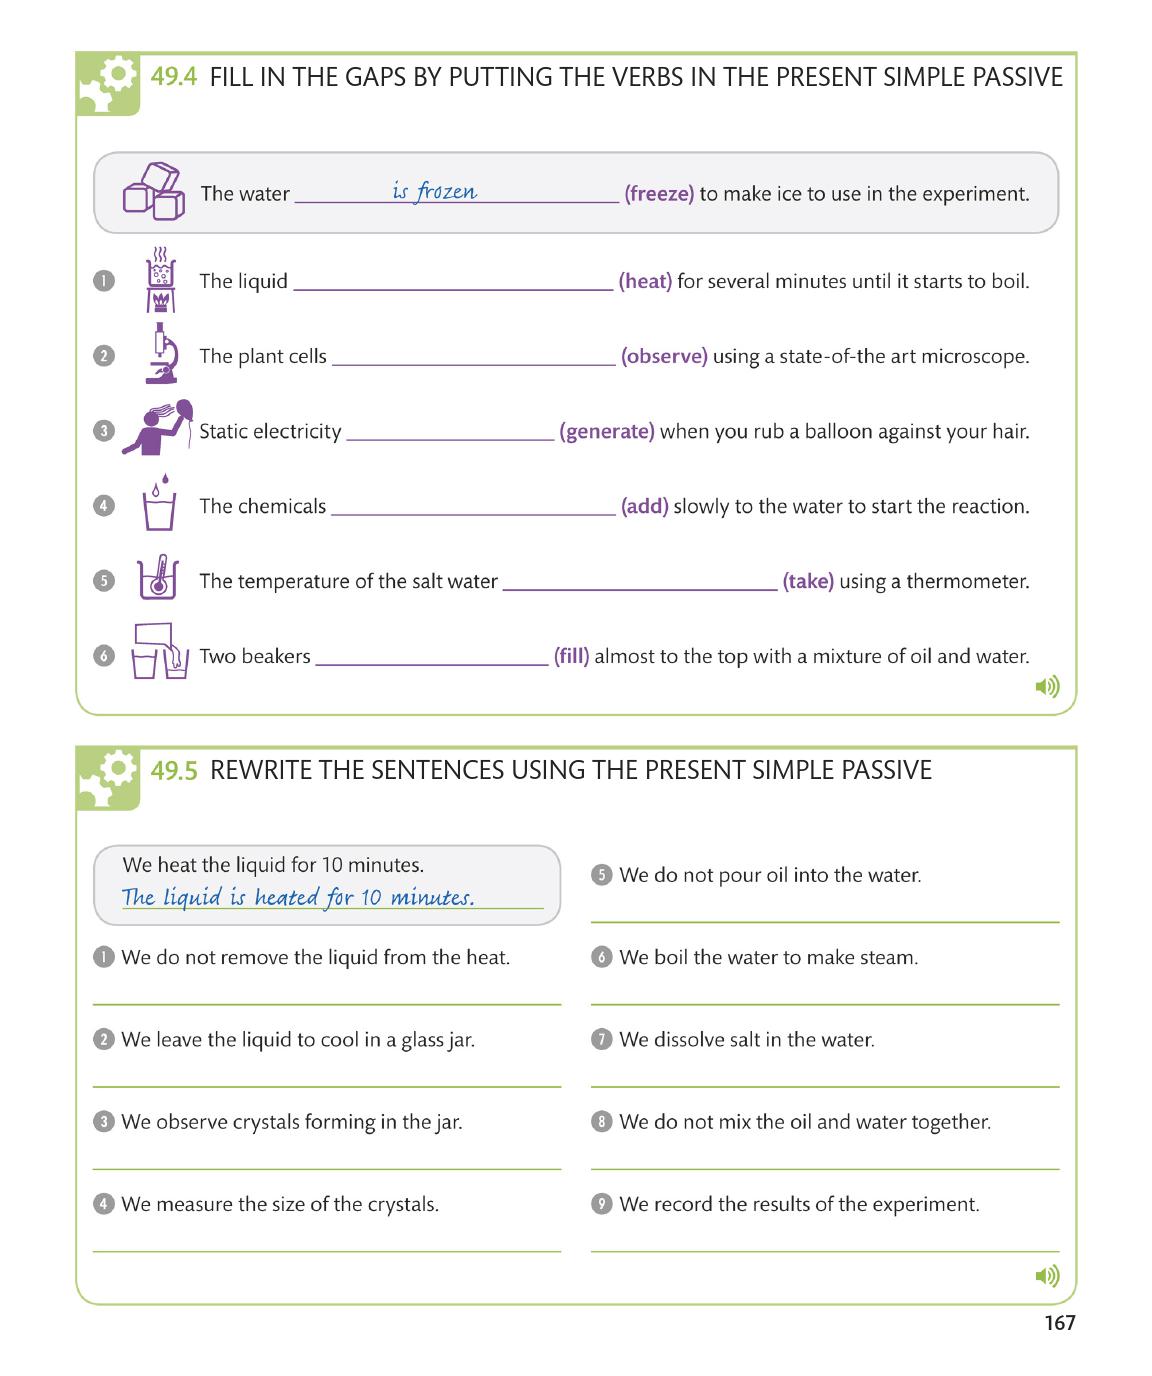 49.4 FILL IN THE GAPS BY PUTTING THE VERBS IN THE PRESENT SIMPLE PASSIVE
The water is frozen (freeze) to make ice to use in the experiment.
1 The liquid (heat) for several minutes until it starts to boil.
2 The plant cells (observe) using a state-of-the art microscope.
3 Static electricity (generate) when you rub a balloon against your hair.
4 The chemicals (add) slowly to the water to start the reaction.
5 The temperature of the salt water (take) using a thermometer.
6 Two beakers (fill) almost to the top with a mixture of oil and water.
49.5 REWRITE THE SENTENCES USING THE PRESENT SIMPLE PASSIVE
We heat the liquid for 10 minutes.
The liquid is heated for 10 minutes.
1 We do not remove the liquid from the heat.
2 We leave the liquid to cool in a glass jar.
3 We observe crystals forming in the jar.
4 We measure the size of the crystals.
5 We do not pour oil into the water.
6 We boil the water to make steam.
7 We dissolve salt in the water.
8 We do not mix the oil and water together.
9 We record the results of the experiment.
167